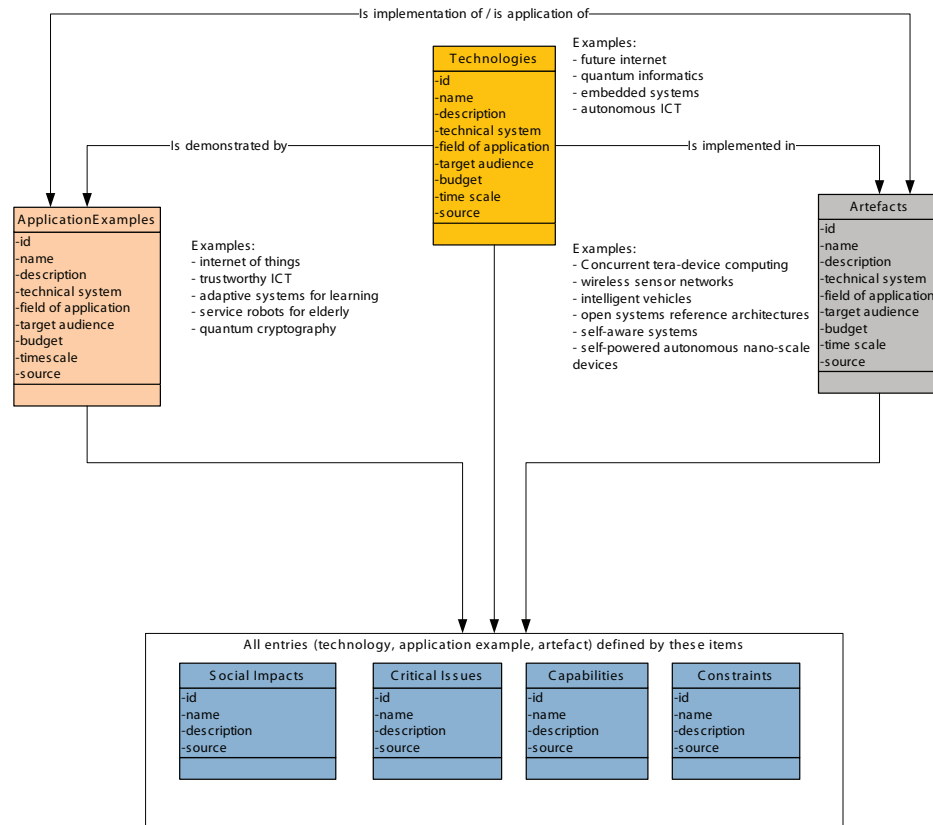 Is implementation of / is application of
Technologies
-id
-name
-description
-technical system
-field of application
-target audience
-budget
-time scale
-source
Examples:
- future internet
- quantum informatics
- embedded systems
- autonomous ICT
Is demonstrated by
Is implemented in
ApplicationExamples
-id
-name
-description
-technical system
-field of application
-target audience
-budget
-timescale
-source
Examples:
- internet of things
- trustworthy ICT
- adaptive systems for learning
- service robots for elderly
- quantum cryptography
Examples:
- Concurrent tera-device computing
- wireless sensor networks
- intelligent vehicles
- open systems reference architectures
- self-aware systems
- self-powered autonomous nano-scale
devices
Artefacts
-id
-name
-description
-technical system
-field of application
-target audience
-budget
-time scale
-source
All entries (technology, application example, artefact) defined by these items
Social Impacts
-id
-name
-description
-source
Critical Issues
-id
-name
-description
-source
Capabilities
-id
-name
-description
-source
Constraints
-id
-name
-description
-source